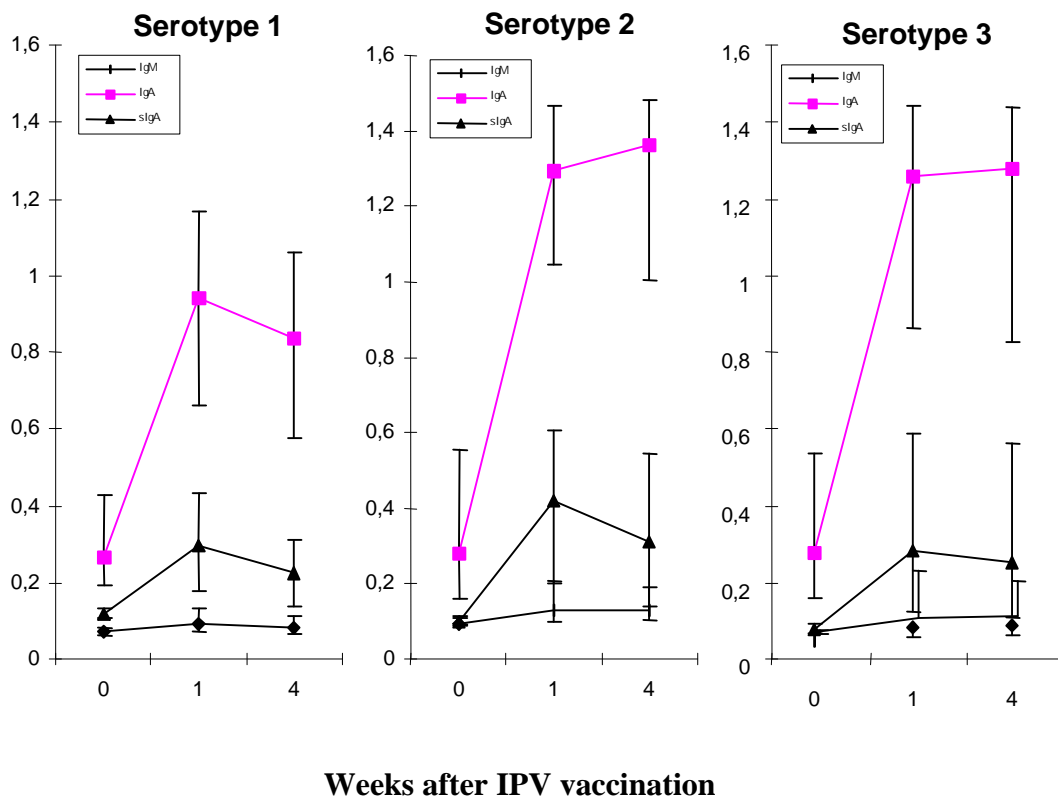 Serotype 1
1,6
1,4
1,2
1
0,8
0,6
0,4
0,2
0
0 1 4
IgM
IgA
sIgA
Serotype 2
1,6
1,4
1,2
1
0,8
0,6
0,4
0,2
0
0 1 4
IgM
IgA
sIgA
Serotype 3
1,6
1,4
1,2
1
0,8
0,6
0,4
0,2
0
0 1 4
IgM
IgA
sIgA
Weeks after IPV vaccination